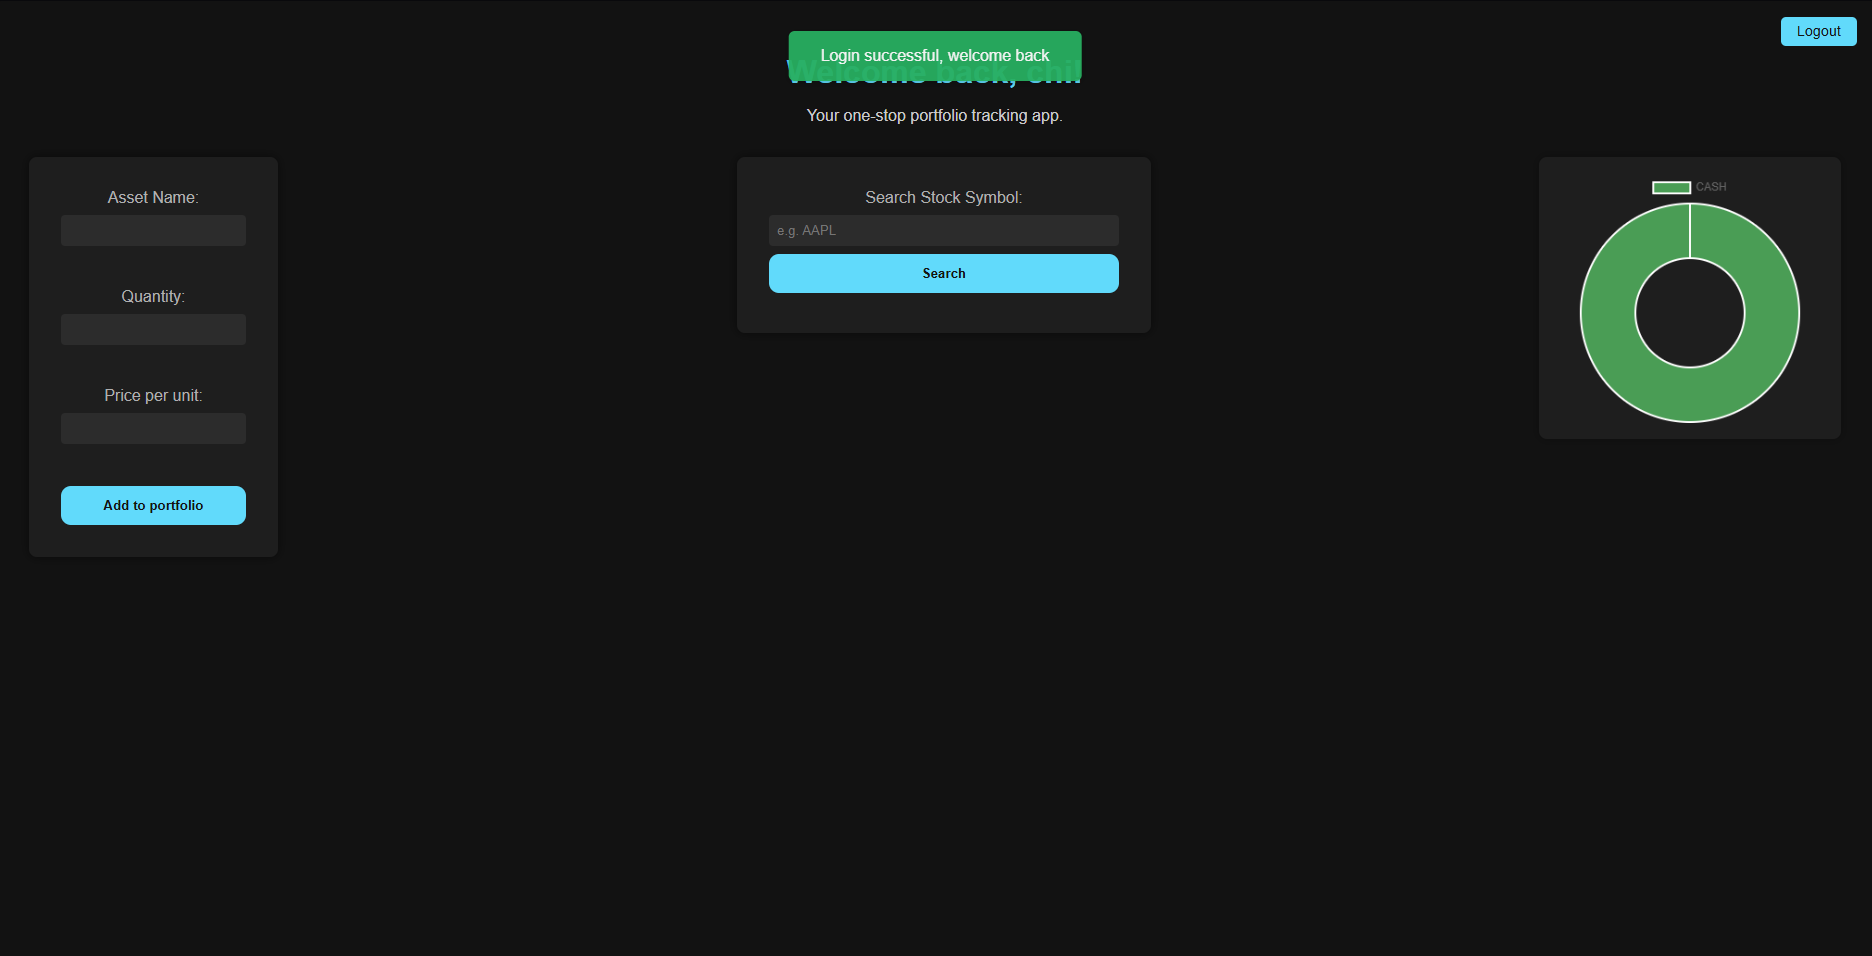 Logout
Login successful, welcome back
Welcome back,
Your one-stop portfolio tracking app.
Asset Name:
Quantity:
Price per unit:
Add to portfolio
Search Stock Symbol:
e.g. AAPL
Search
CASH